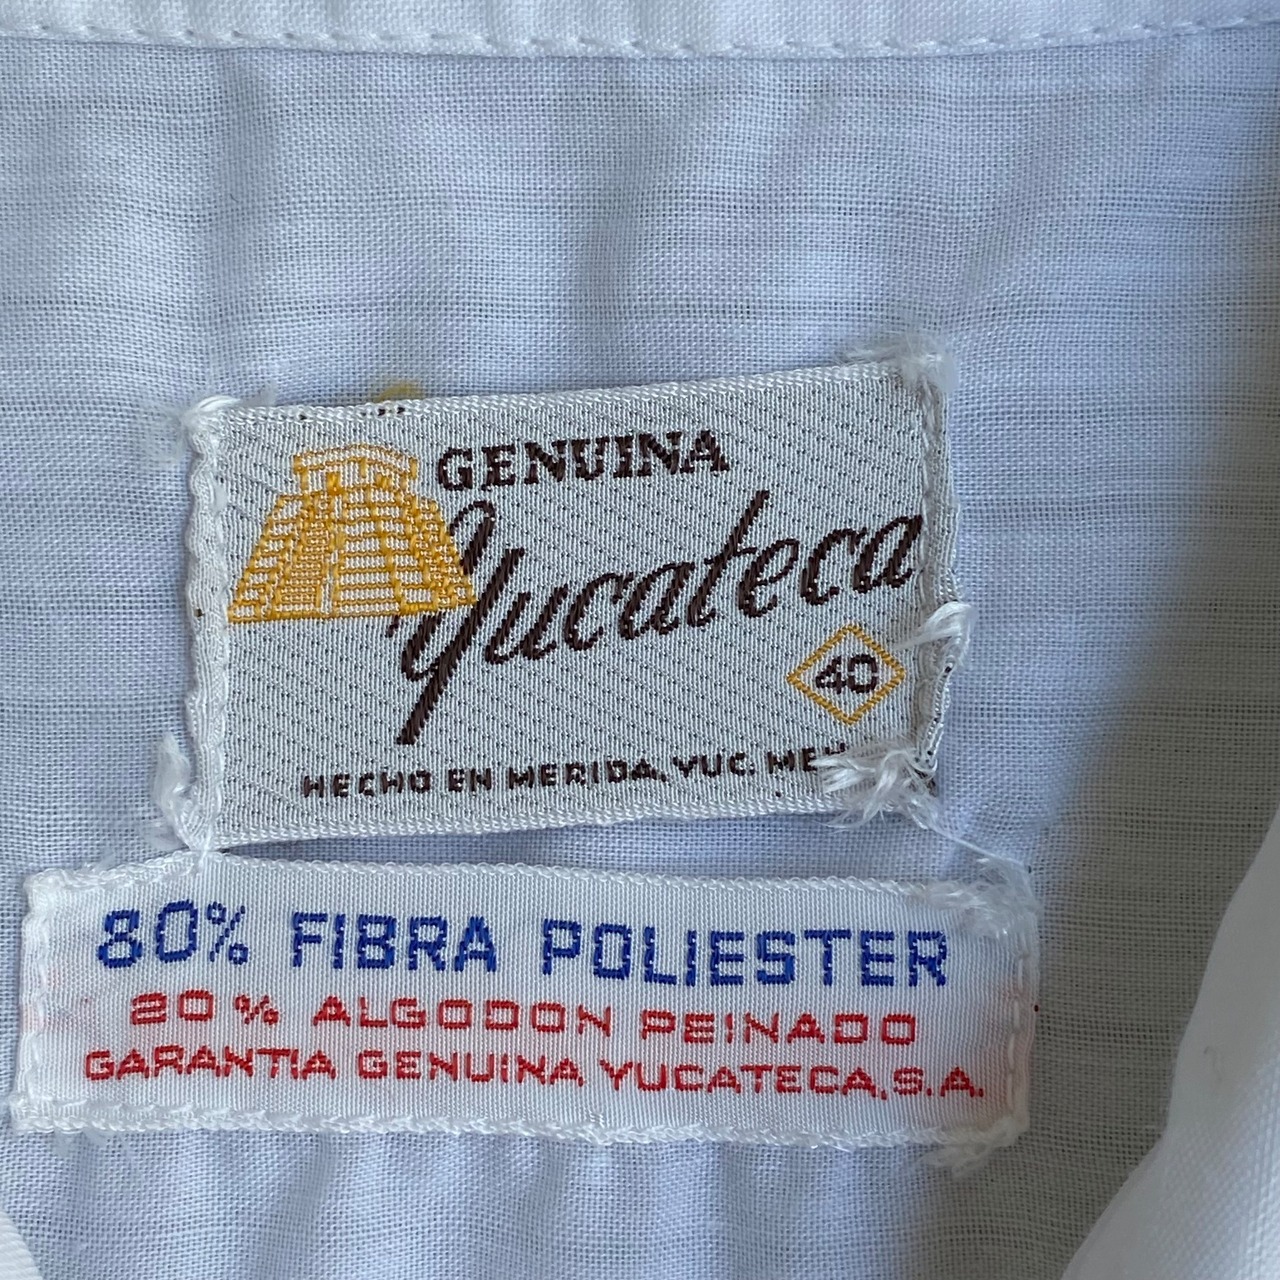 GENUINA
Yucateca
40
HECHO EN MERIDA, YUC. MEX
80% FIBRA POLIESTER
20% ALGODON PEINADO
GARANTIA GENUINA YUCATECA, S.A.